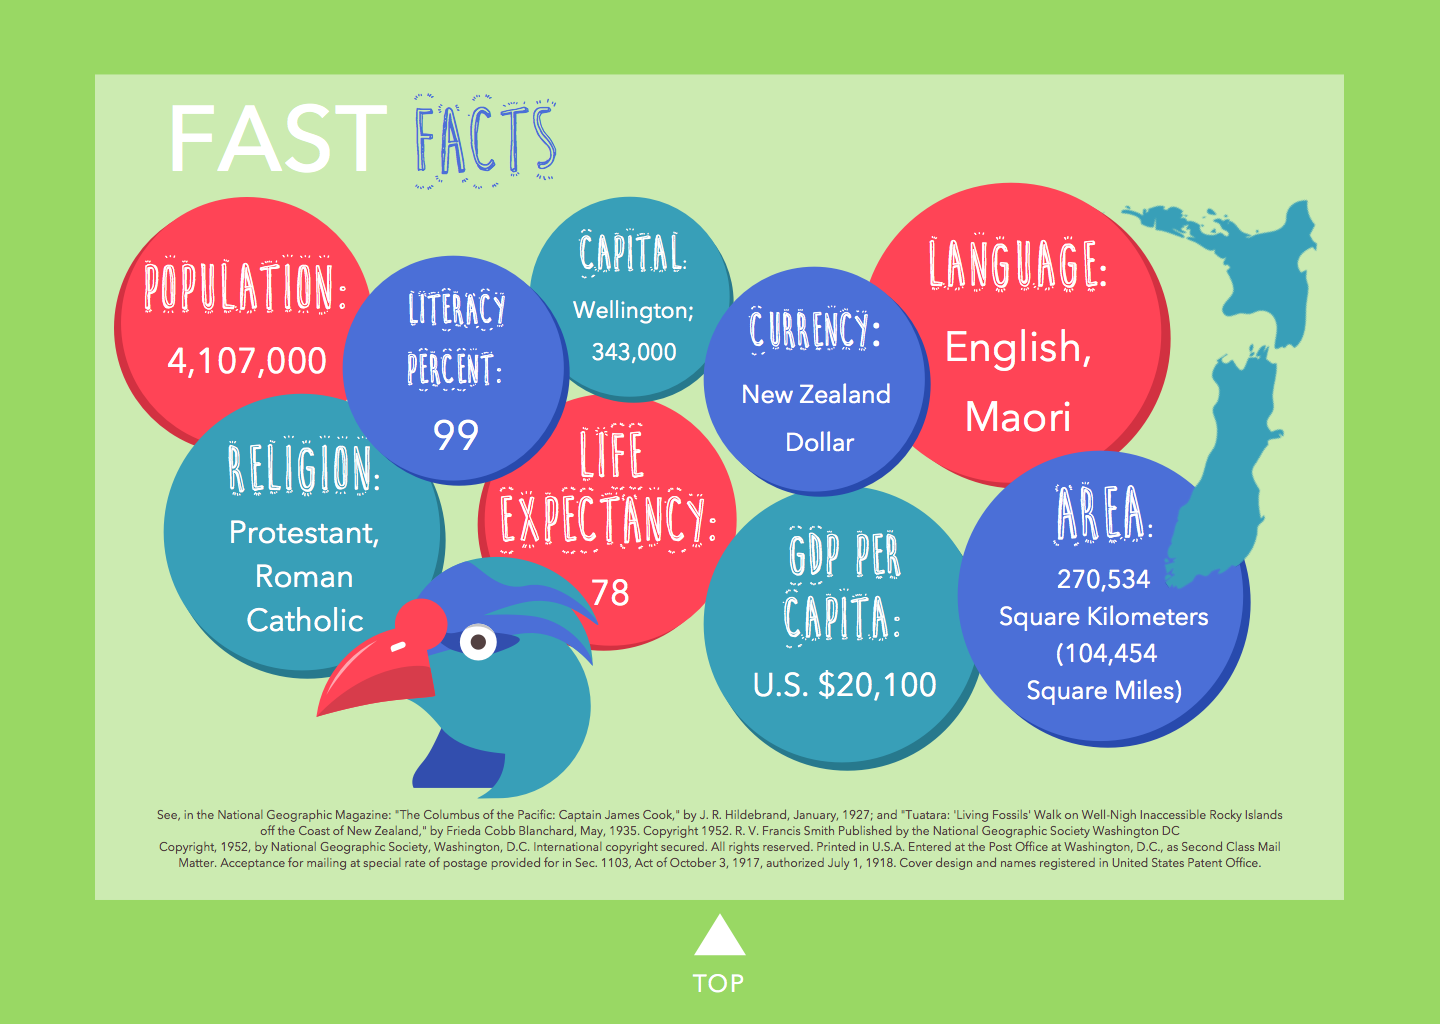 FAST FACTS
POPULATION:
4,107,000
LITERACY
PERCENT:
99
CAPITAL:
Wellington;
343,000
CURRENCY:
New Zealand
Dollar
LANGUAGE:
English,
Maori
RELIGION:
Protestant,
Roman
Catholic
LIFE
EXPECTANCY:
78
GDP PER
CAPITA:
U.S. $20,100
AREA:
270,534
Square Kilometers
(104,454
Square Miles)
See, in the National Geographic Magazine: "The Columbus of the Pacific: Captain James Cook," by J. R. Hildebrand, January, 1927; and "Tuatara: 'Living Fossils' Walk on Well-Nigh Inaccessible Rocky Islands
off the Coast of New Zealand," by Frieda Cobb Blanchard, May, 1935. Copyright 1952. R. V. Francis Smith Published by the National Geographic Society Washington DC
Copyright, 1952, by National Geographic Society, Washington, D.C. International copyright secured. All rights reserved. Printed in U.S.A. Entered at the Post Office at Washington, D.C., as Second Class Mail
Matter. Acceptance for mailing at special rate of postage provided for in Sec. 1103, Act of October 3, 1917, authorized July 1, 1918. Cover design and names registered in United States Patent Office.
TOP